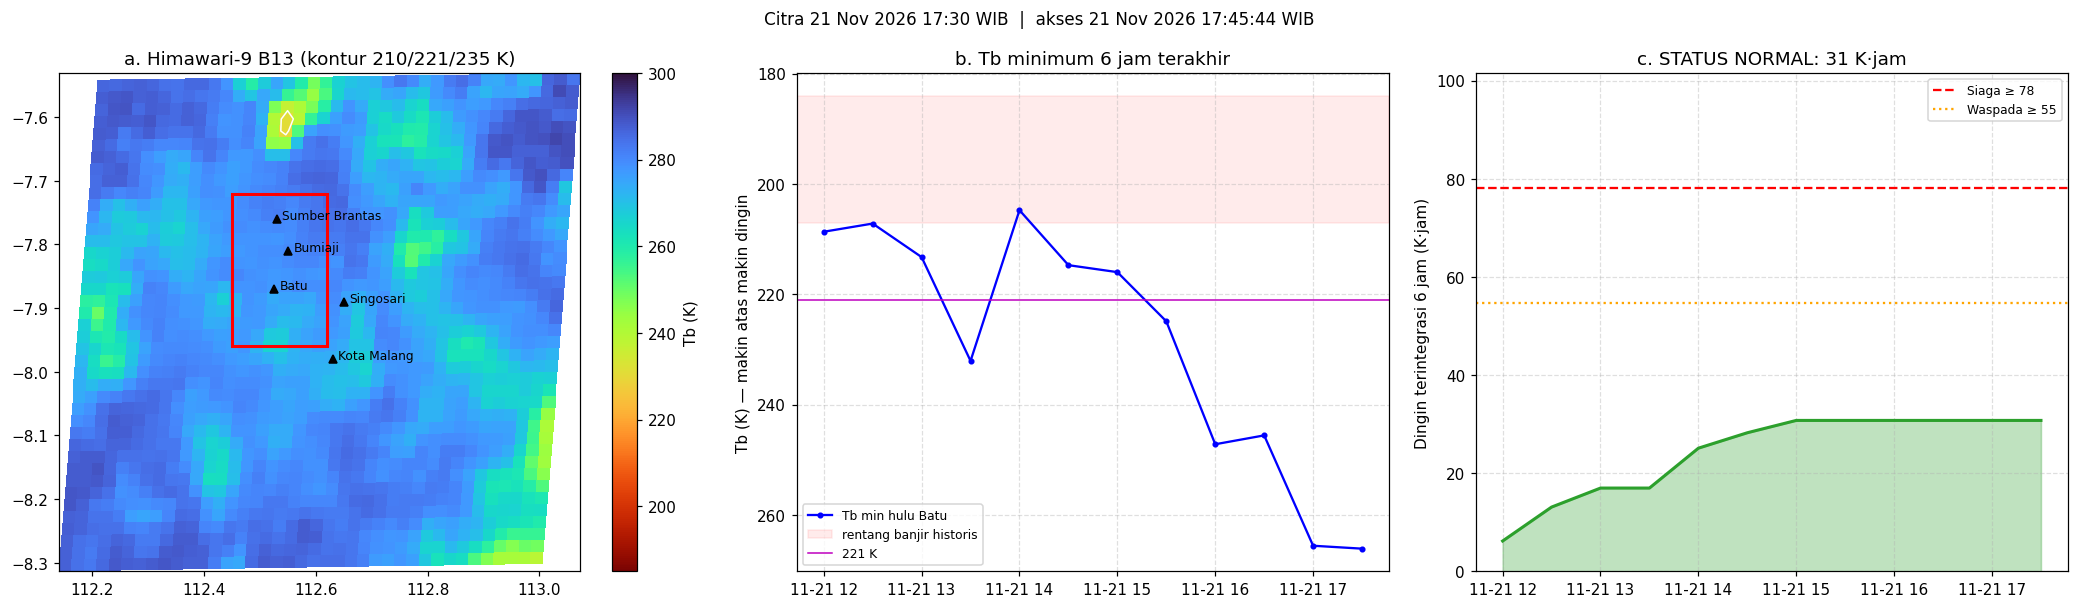 Citra 21 Nov 2026 17:30 WIB | akses 21 Nov 2026 17:45:44 WIB
a. Himawari-9 B13 (kontur 210/221/235 K)
−7.6
−7.7
−7.8
−7.9
−8.0
−8.1
−8.2
−8.3
112.2
112.4
112.6
112.8
113.0
Sumber Brantas
Bumiaji
Batu
Singosari
Kota Malang
300
280
260
240
220
200
Tb (K)
b. Tb minimum 6 jam terakhir
Tb (K) — makin atas makin dingin
180
200
220
240
260
Tb min hulu Batu
rentang banjir historis
221 K
11-21 12
11-21 13
11-21 14
11-21 15
11-21 16
11-21 17
c. STATUS NORMAL: 31 K·jam
Dingin terintegrasi 6 jam (K·jam)
100
80
60
40
20
0
Siaga ≥ 78
Waspada ≥ 55
11-21 12
11-21 13
11-21 14
11-21 15
11-21 16
11-21 17